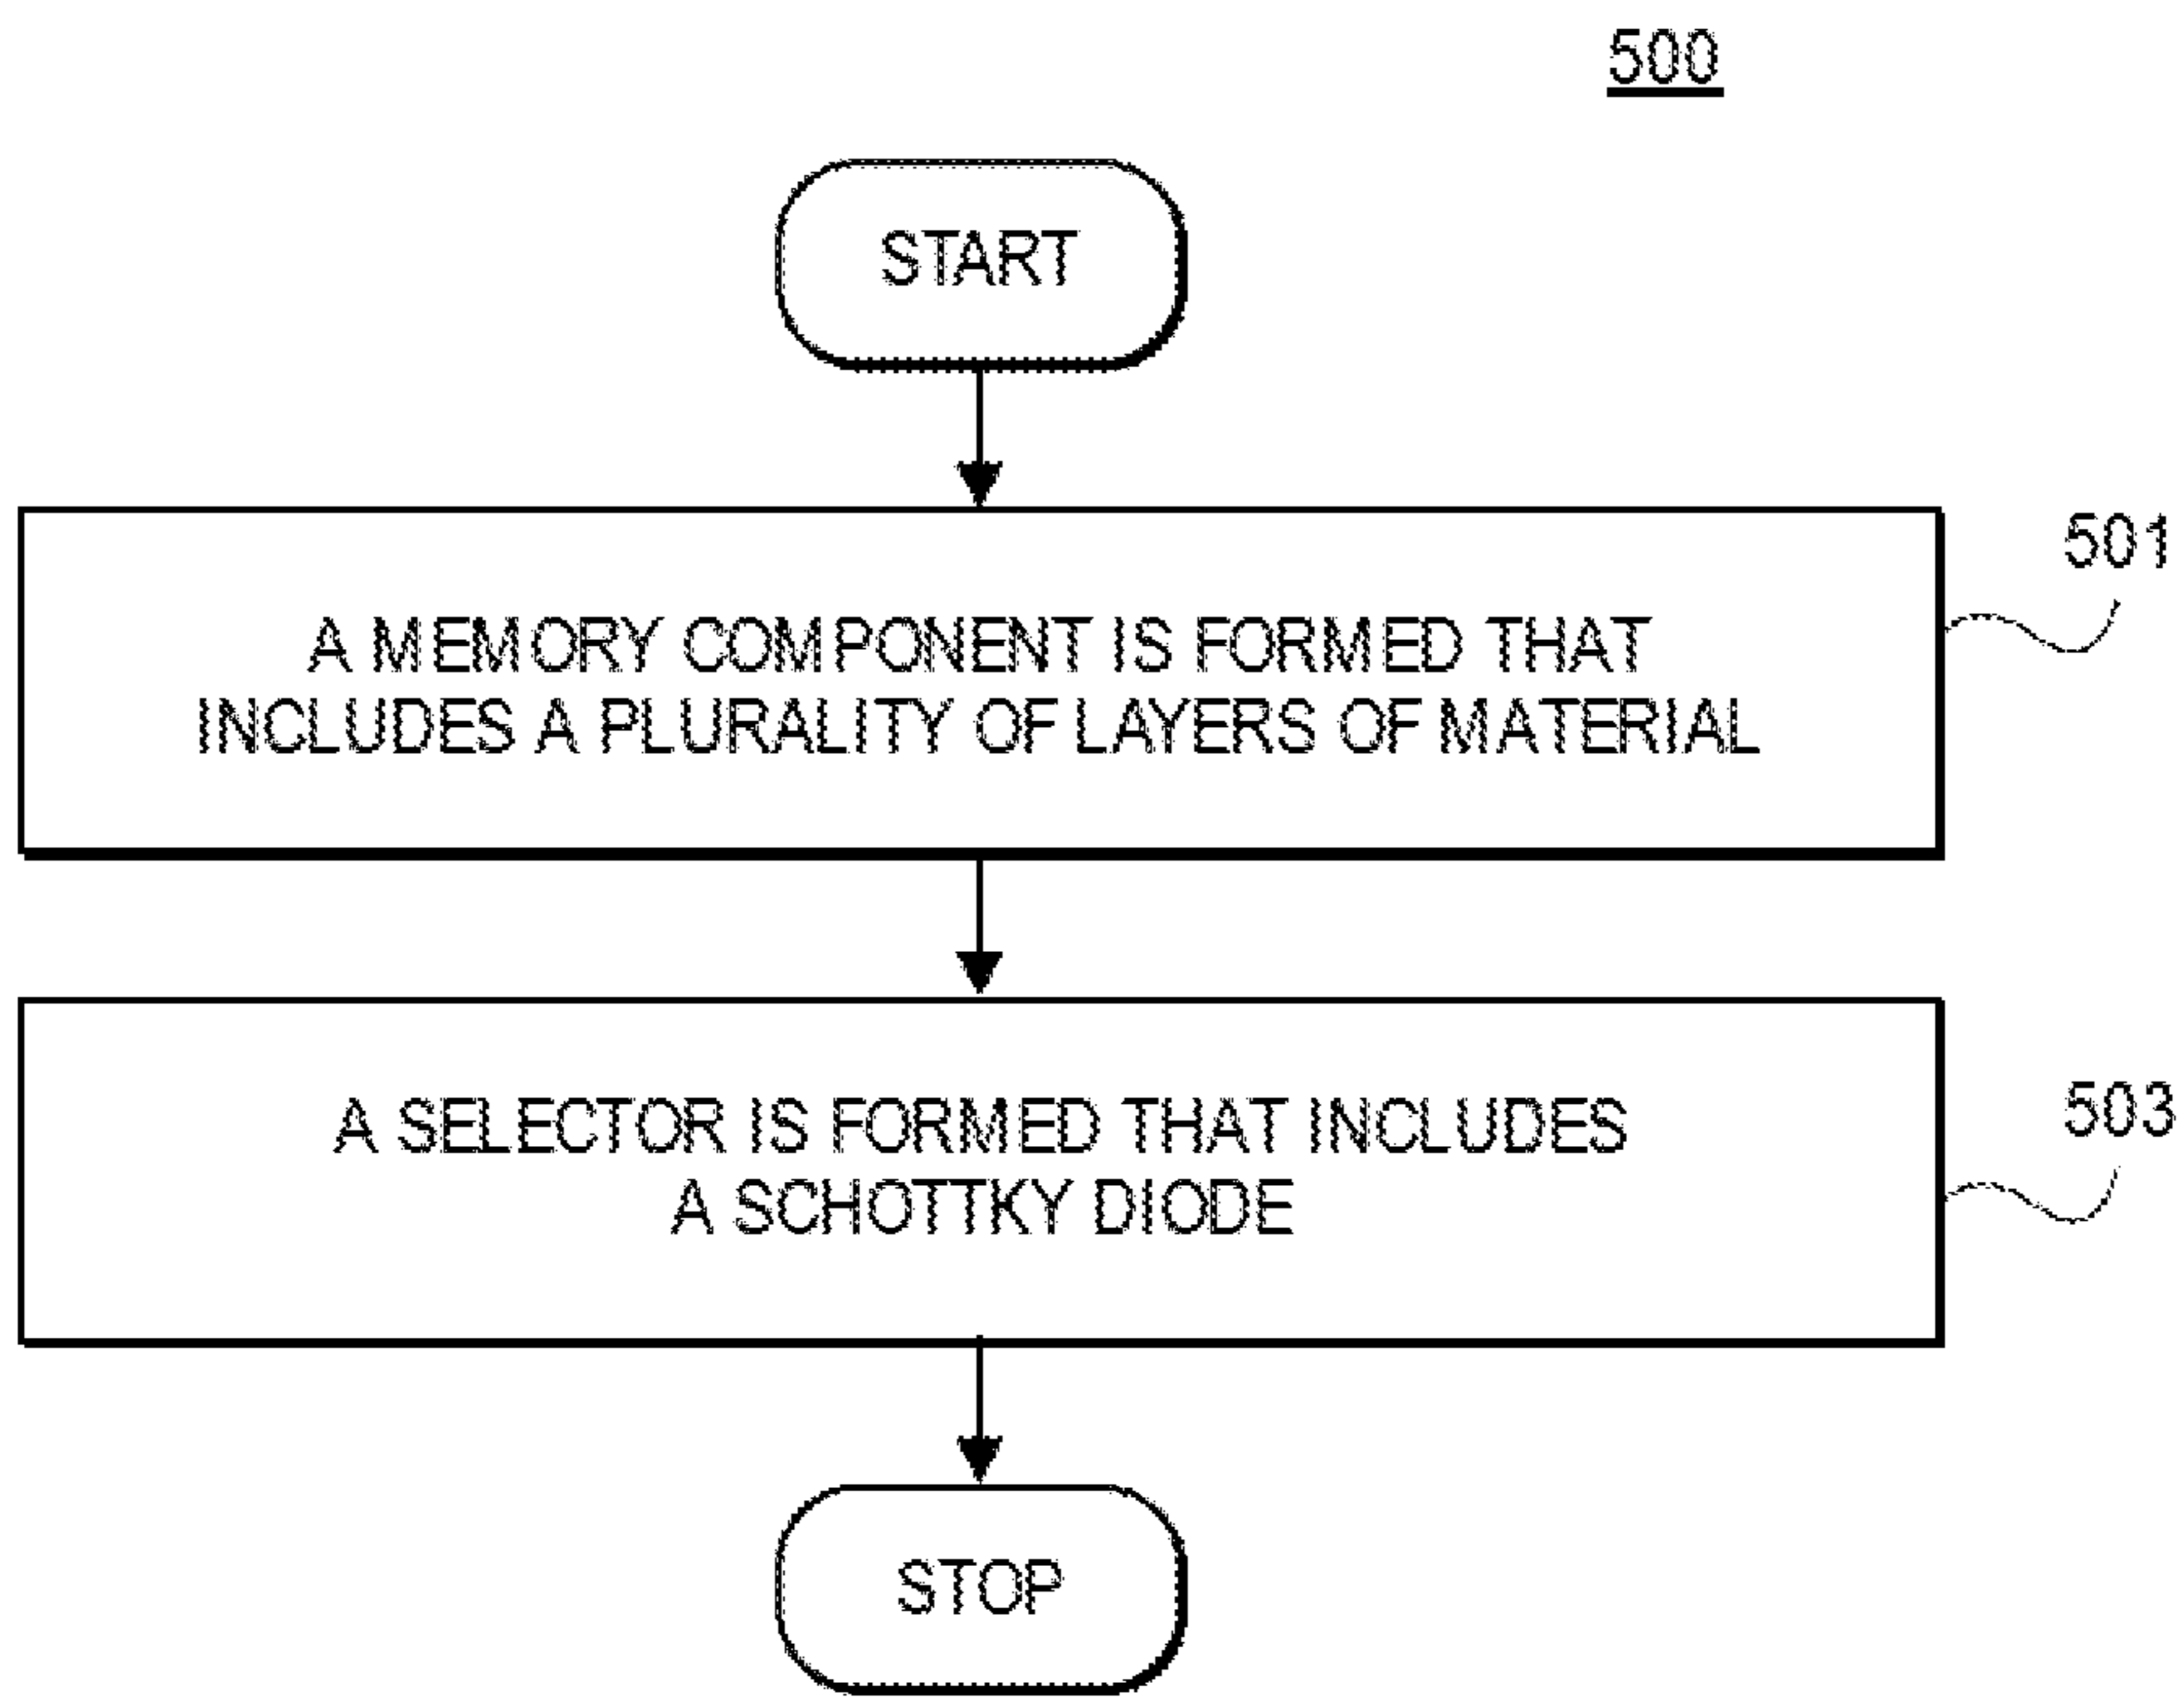 500
START
A MEMORY COMPONENT IS FORMED THAT
INCLUDES A PLURALITY OF LAYERS OF MATERIAL
501
A SELECTOR IS FORMED THAT INCLUDES
A SCHOTTKY DIODE
503
STOP